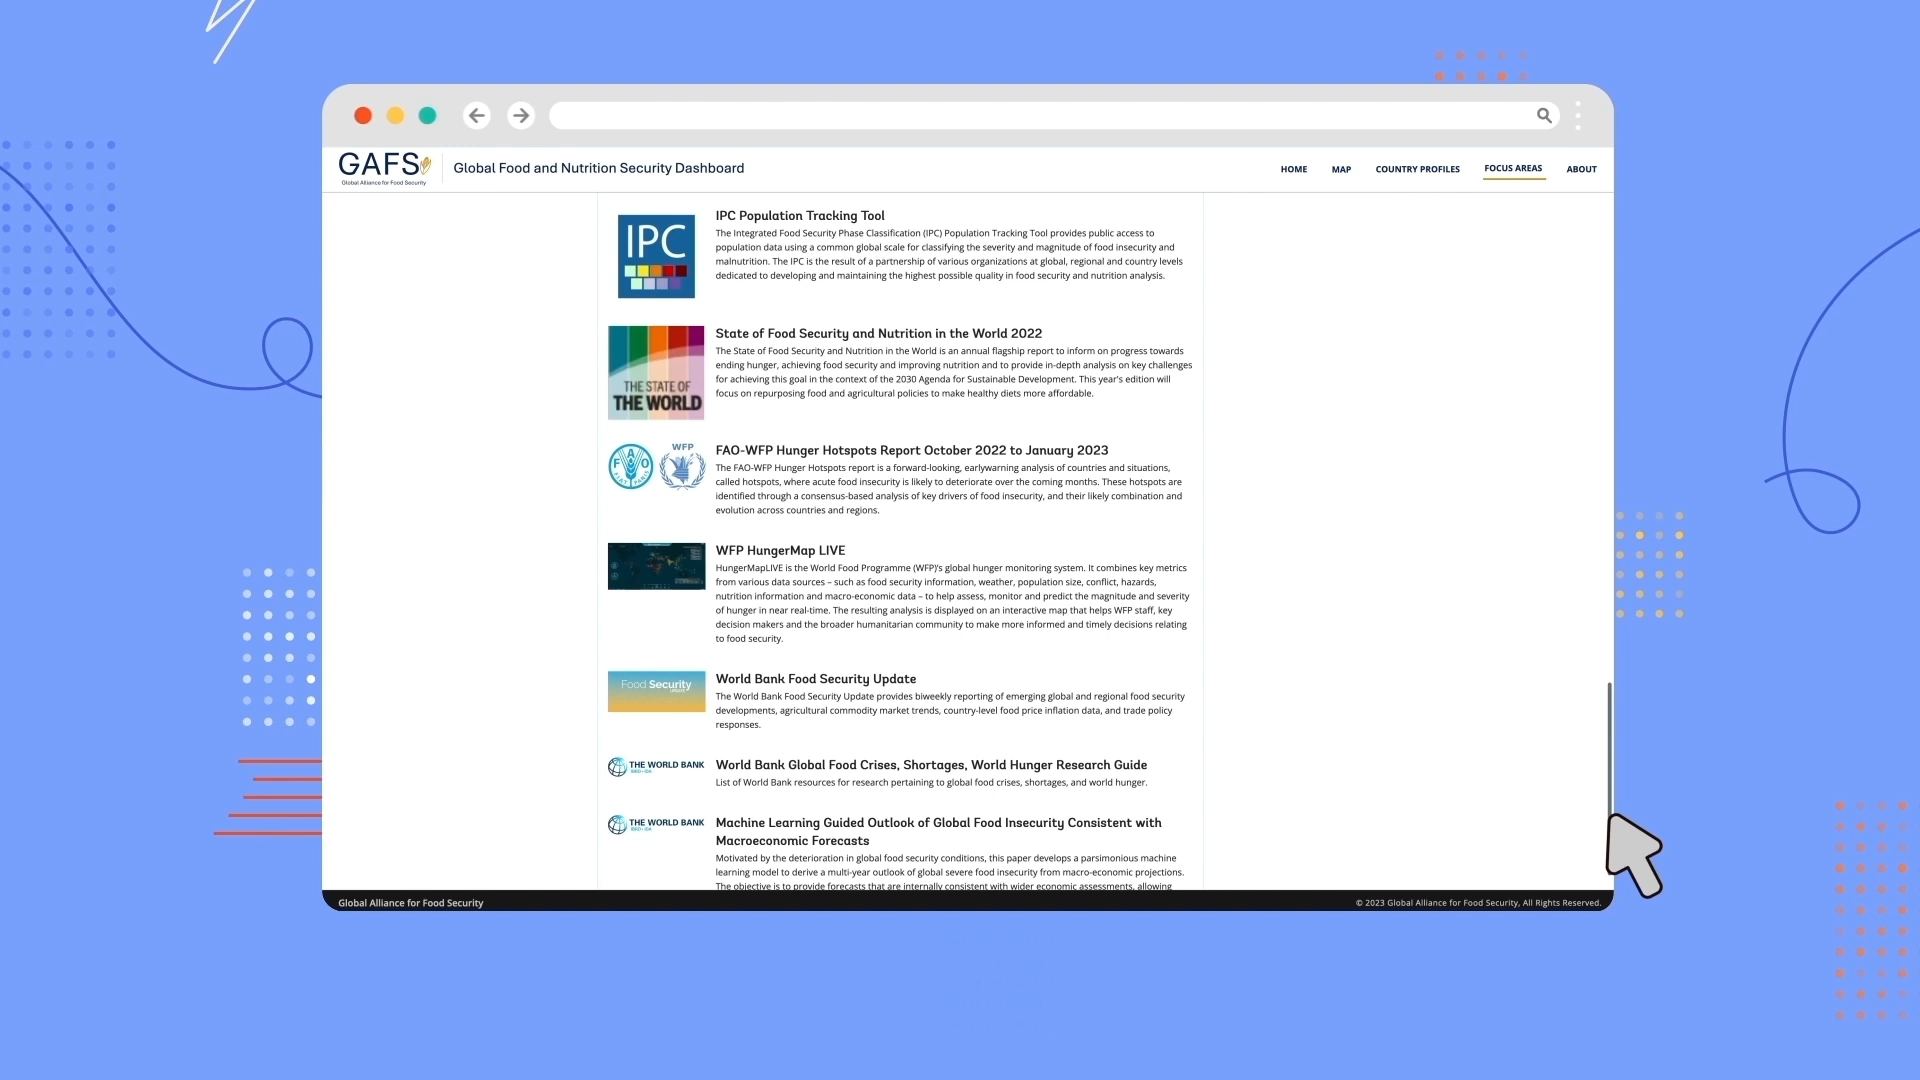 GAFS
Global Alliance for Food Security
Global Food and Nutrition Security Dashboard
HOME MAP COUNTRY PROFILES FOCUS AREAS ABOUT
IPC
IPC Population Tracking Tool
The Integrated Food Security Phase Classification (IPC) Population Tracking Tool provides public access to
population data using a common global scale for classifying the severity and magnitude of food insecurity and
malnutrition. The IPC is the result of a partnership of various organizations at global, regional and country levels
dedicated to developing and maintaining the highest possible quality in food security and nutrition analysis.
THE STATE OF
THE WORLD
State of Food Security and Nutrition in the World 2022
The State of Food Security and Nutrition in the World is an annual flagship report to inform on progress towards
ending hunger, achieving food security and improving nutrition and to provide in-depth analysis on key challenges
for achieving this goal in the context of the 2030 Agenda for Sustainable Development. This year's edition will
focus on repurposing food and agricultural policies to make healthy diets more affordable.
FAO
FIAT PANIS
WFP
FAO-WFP Hunger Hotspots Report October 2022 to January 2023
The FAO-WFP Hunger Hotspots report is a forward-looking, earlywarning analysis of countries and situations,
called hotspots, where acute food insecurity is likely to deteriorate over the coming months. These hotspots are
identified through a consensus-based analysis of key drivers of food insecurity, and their likely combination and
evolution across countries and regions.
WFP HungerMap LIVE
HungerMapLIVE is the World Food Programme (WFP)'s global hunger monitoring system. It combines key metrics
from various data sources – such as food security information, weather, population size, conflict, hazards,
nutrition information and macro-economic data – to help assess, monitor and predict the magnitude and severity
of hunger in near real-time. The resulting analysis is displayed on an interactive map that helps WFP staff, key
decision makers and the broader humanitarian community to make more informed and timely decisions relating
to food security.
Food Security
UPDATE
World Bank Food Security Update
The World Bank Food Security Update provides biweekly reporting of emerging global and regional food security
developments, agricultural commodity market trends, country-level food price inflation data, and trade policy
responses.
THE WORLD BANK
IBRD • IDA
World Bank Global Food Crises, Shortages, World Hunger Research Guide
List of World Bank resources for research pertaining to global food crises, shortages, and world hunger.
THE WORLD BANK
IBRD • IDA
Machine Learning Guided Outlook of Global Food Insecurity Consistent with
Macroeconomic Forecasts
Motivated by the deterioration in global food security conditions, this paper develops a parsimonious machine
learning model to derive a multi-year outlook of global severe food insecurity from macro-economic projections.
The objective is to provide forecasts that are internally consistent with wider economic assessments, allowing
Global Alliance for Food Security
© 2023 Global Alliance for Food Security, All Rights Reserved.